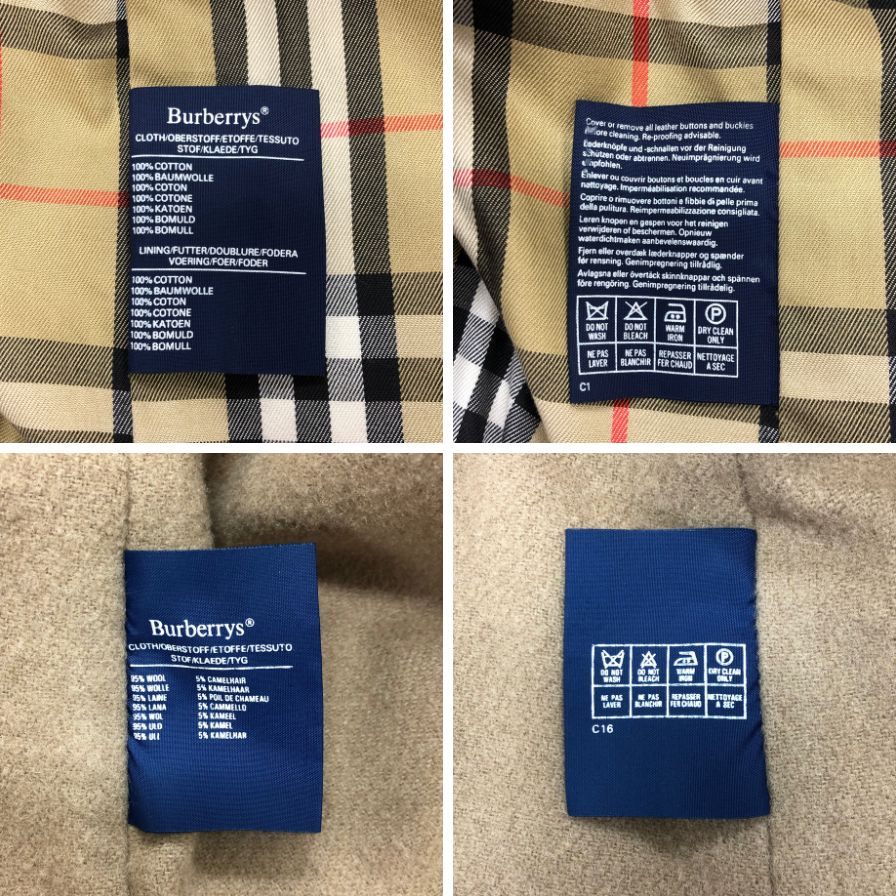 Burberrys®
CLOTH/OBERSTOFF/ETOFFE/TESSUTO
STOF/KLAEDE/TYG
100% COTTON
100% BAUMWOLLE
100% COTON
100% COTONE
100% KATOEN
100% BOMULD
100% BOMULL
LINING/FUTTER/DOUBLURE/FODERA
VOERING/FOER/FODER
100% COTTON
100% BAUMWOLLE
100% COTON
100% COTONE
100% KATOEN
100% BOMULD
100% BOMULL
Cover or remove all leather buttons and buckles
before cleaning. Re-proofing advisable.
Lederknöpfe und -schnallen vor der Reinigung
schützen oder abtrennen. Neuimprägnierung wird
empfohlen.
Enlever ou couvrir boutons et boucles en cuir avant
nettoyage. Imperméabilisation recommandée.
Coprire o rimuovere bottoni e fibbie di pelle prima
della pulitura. Reimpermeabilizzazione consigliata.
Leren knopen en gespen voor het reinigen
verwijderen of beschermen. Opnieuw
waterdichtmaken aanbevelenswaardig.
Fjern eller overdæk læderknapper og spænder
før rensning. Genimpregnering tilrådlig.
Avlagsna eller övertäck skinnknappar och spännen
före rengöring. Genimpregnering tillrådelig.
P
DO NOT WASH
DO NOT BLEACH
WARM IRON
DRY CLEAN ONLY
NE PAS LAVER
NE PAS BLANCHIR
REPASSER FER CHAUD
NETTOYAGE A SEC
C1
Burberrys®
CLOTH/OBERSTOFF/ETOFFE/TESSUTO
STOF/KLAEDE/TYG
95% WOOL 5% CAMELHAIR
95% WOLLE 5% KAMELHAAR
95% LAINE 5% POIL DE CHAMEAU
95% LANA 5% CAMMELLO
95% WOL 5% KAMEEL
95% ULD 5% KAMEL
95% ULL 5% KAMELHAR
P
DO NOT WASH
DO NOT BLEACH
WARM IRON
DRY CLEAN ONLY
NE PAS LAVER
NE PAS BLANCHIR
REPASSER FER CHAUD
NETTOYAGE A SEC
C16